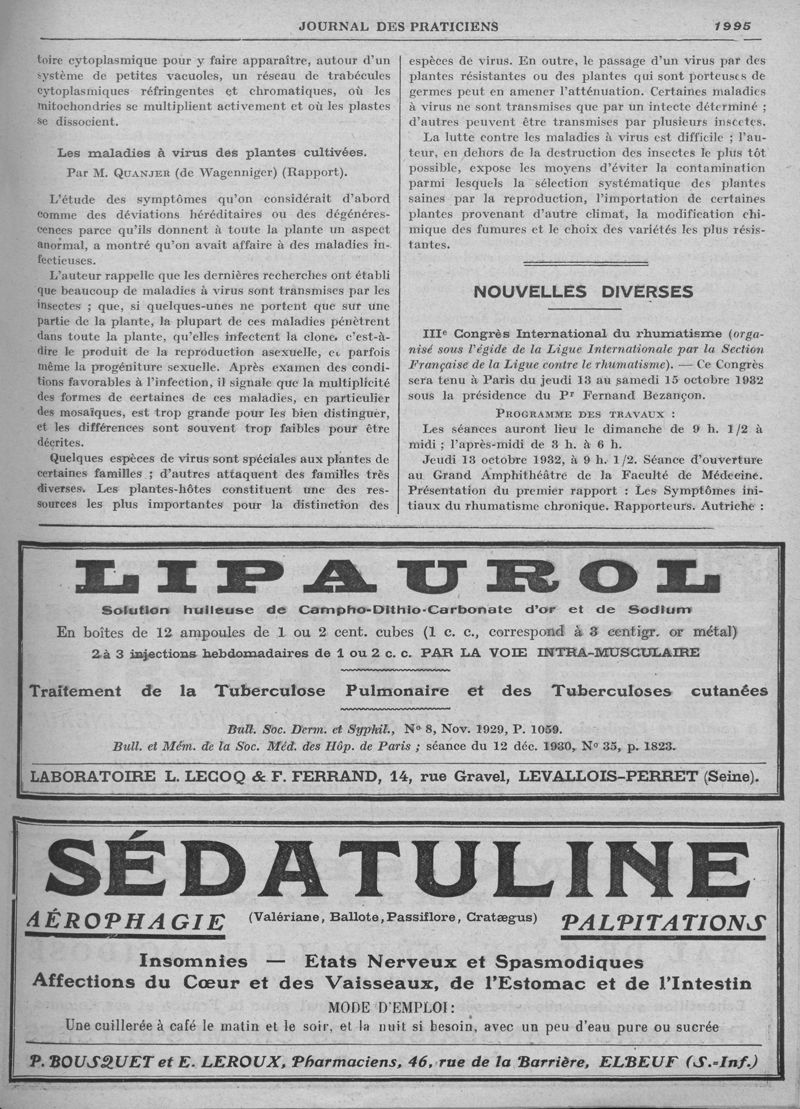 JOURNAL DES PRATICIENS 1995
toire cytoplasmique pour y faire apparaître, autour d'un
système de petites vacuoles, un réseau de trabécules
cytoplasmiques réfringentes et chromatiques, où les
mitochondries se multiplient activement et où les plastes
se dissocient.
Les maladies à virus des plantes cultivées.
Par M. QUANJER (de Wagenniger) (Rapport).
L'étude des symptômes qu'on considérait d'abord
comme des déviations héréditaires ou des dégénéres-
cences parce qu'ils donnent à toute la plante un aspect
anormal, a montré qu'on avait affaire à des maladies in-
fectieuses.
L'auteur rappelle que les dernières recherches ont établi
que beaucoup de maladies à virus sont transmises par les
insectes ; que, si quelques-unes ne portent que sur une
partie de la plante, la plupart de ces maladies pénètrent
dans toute la plante, qu'elles infectent la clone, c'est-à-
dire le produit de la reproduction asexuelle, et parfois
même la progéniture sexuelle. Après examen des condi-
tions favorables à l'infection, il signale que la multiplicité
des formes de certaines de ces maladies, en particulier
des mosaïques, est trop grande pour les bien distinguer,
et les différences sont souvent trop faibles pour être
décrites.
Quelques espèces de virus sont spéciales aux plantes de
certaines familles ; d'autres attaquent des familles très
diverses. Les plantes-hôtes constituent une des res-
sources les plus importantes pour la distinction des
espèces de virus. En outre, le passage d'un virus par des
plantes résistantes ou des plantes qui sont porteuses de
germes peut en amener l'atténuation. Certaines maladies
à virus ne sont transmises que par un intecte déterminé ;
d'autres peuvent être transmises par plusieurs insectes.
La lutte contre les maladies à virus est difficile ; l'au-
teur, en dehors de la destruction des insectes le plus tôt
possible, expose les moyens d'éviter la contamination
parmi lesquels la sélection systématique des plantes
saines par la reproduction, l'importation de certaines
plantes provenant d'autre climat, la modification chi-
mique des fumures et le choix des variétés les plus résis-
tantes.
NOUVELLES DIVERSES
IIIe Congrès International du rhumatisme (orga-
nisé sous l'égide de la Ligue Internationale par la Section
Française de la Ligue contre le rhumatisme). — Ce Congrès
sera tenu à Paris du jeudi 13 au samedi 15 octobre 1932
sous la présidence du Pr Fernand Bezançon.
PROGRAMME DES TRAVAUX :
Les séances auront lieu le dimanche de 9 h. 1/2 à
midi ; l'après-midi de 3 h. à 6 h.
Jeudi 13 octobre 1932, à 9 h. 1/2. Séance d'ouverture
au Grand Amphithéâtre de la Faculté de Médecine.
Présentation du premier rapport : Les Symptômes ini-
tiaux du rhumatisme chronique. Rapporteurs. Autriche :
LIPAUROL
Solution huileuse de Campho-Dithio-Carbonate d'or et de Sodium
En boîtes de 12 ampoules de 1 ou 2 cent. cubes (1 c. c., correspond à 3 centigr. or métal)
2 à 3 injections hebdomadaires de 1 ou 2 c. c. PAR LA VOIE INTRA-MUSCULAIRE
Traitement de la Tuberculose Pulmonaire et des Tuberculoses cutanées
Bull. Soc. Derm. et Syphil., No 8, Nov. 1929, P. 1059.
Bull. et Mém. de la Soc. Méd. des Hôp. de Paris ; séance du 12 déc. 1930, No 35, p. 1823.
LABORATOIRE L. LECOQ & F. FERRAND, 14, rue Gravel, LEVALLOIS-PERRET (Seine).
SÉDATULINE
AÉROPHAGIE (Valériane, Ballote, Passiflore, Cratægus) PALPITATIONS
Insomnies — Etats Nerveux et Spasmodiques
Affections du Cœur et des Vaisseaux, de l'Estomac et de l'Intestin
MODE D'EMPLOI :
Une cuillerée à café le matin et le soir, et la nuit si besoin, avec un peu d'eau pure ou sucrée
P. BOUSQUET et E. LEROUX, Pharmaciens, 46, rue de la Barrière, ELBEUF (S.-Inf.)